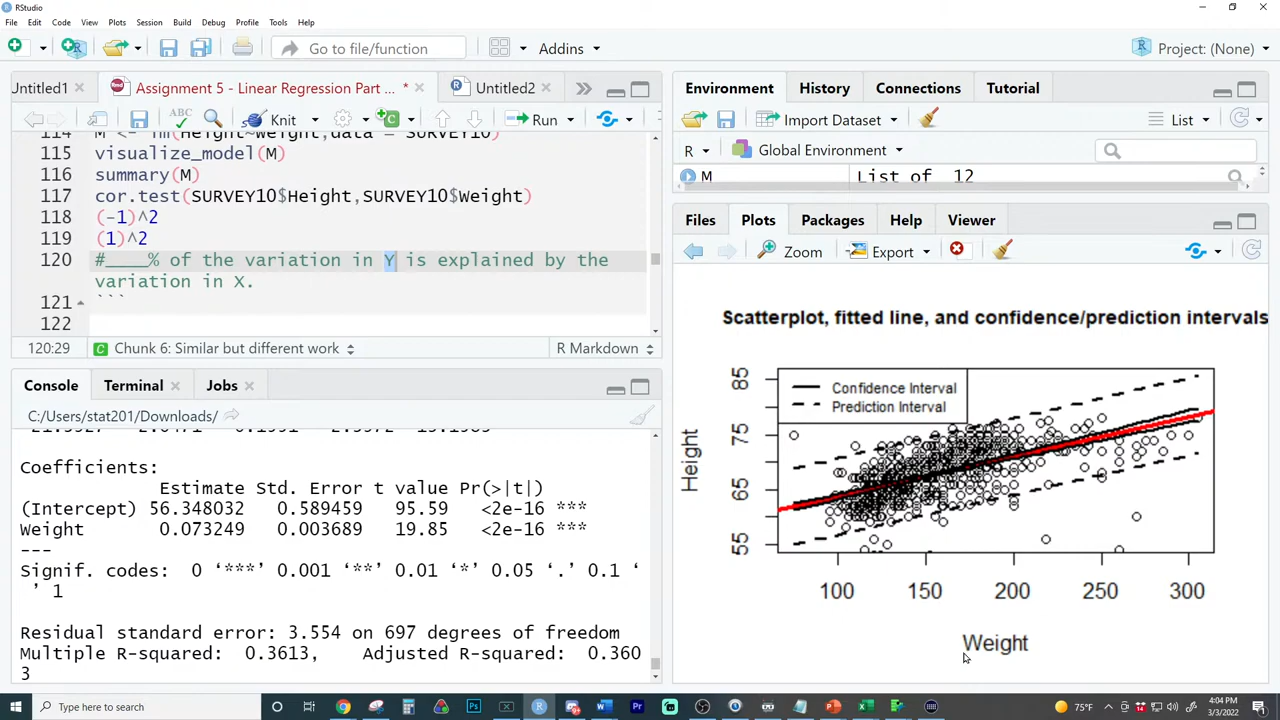 RStudio
File Edit Code View Plots Session Build Debug Profile Tools Help
Go to file/function Addins Project: (None)
Untitled1 Assignment 5 - Linear Regression Part ... * Untitled2
ABC Knit Run
114 M <- lm(Height~Weight,data = SURVEY10)
115 visualize_model(M)
116 summary(M)
117 cor.test(SURVEY10$Height,SURVEY10$Weight)
118 (-1)^2
119 (1)^2
120 #____% of the variation in Y is explained by the
variation in X.
121 ```
122
120:29 Chunk 6: Similar but different work R Markdown
Console Terminal Jobs
C:/Users/stat201/Downloads/
Coefficients:
Estimate Std. Error t value Pr(>|t|)
(Intercept) 56.348032 0.589459 95.59 <2e-16 ***
Weight 0.073249 0.003689 19.85 <2e-16 ***
---
Signif. codes: 0 ‘***’ 0.001 ‘**’ 0.01 ‘*’ 0.05 ‘.’ 0.1 ‘
’ 1
Residual standard error: 3.554 on 697 degrees of freedom
Multiple R-squared: 0.3613, Adjusted R-squared: 0.360
3
Environment History Connections Tutorial
Import Dataset List
R Global Environment
M List of 12
Files Plots Packages Help Viewer
Zoom Export
Scatterplot, fitted line, and confidence/prediction intervals
Confidence Interval
Prediction Interval
Height
85
75
65
55
100 150 200 250 300
Weight
Type here to search
75°F
4:04 PM
3/3/2022